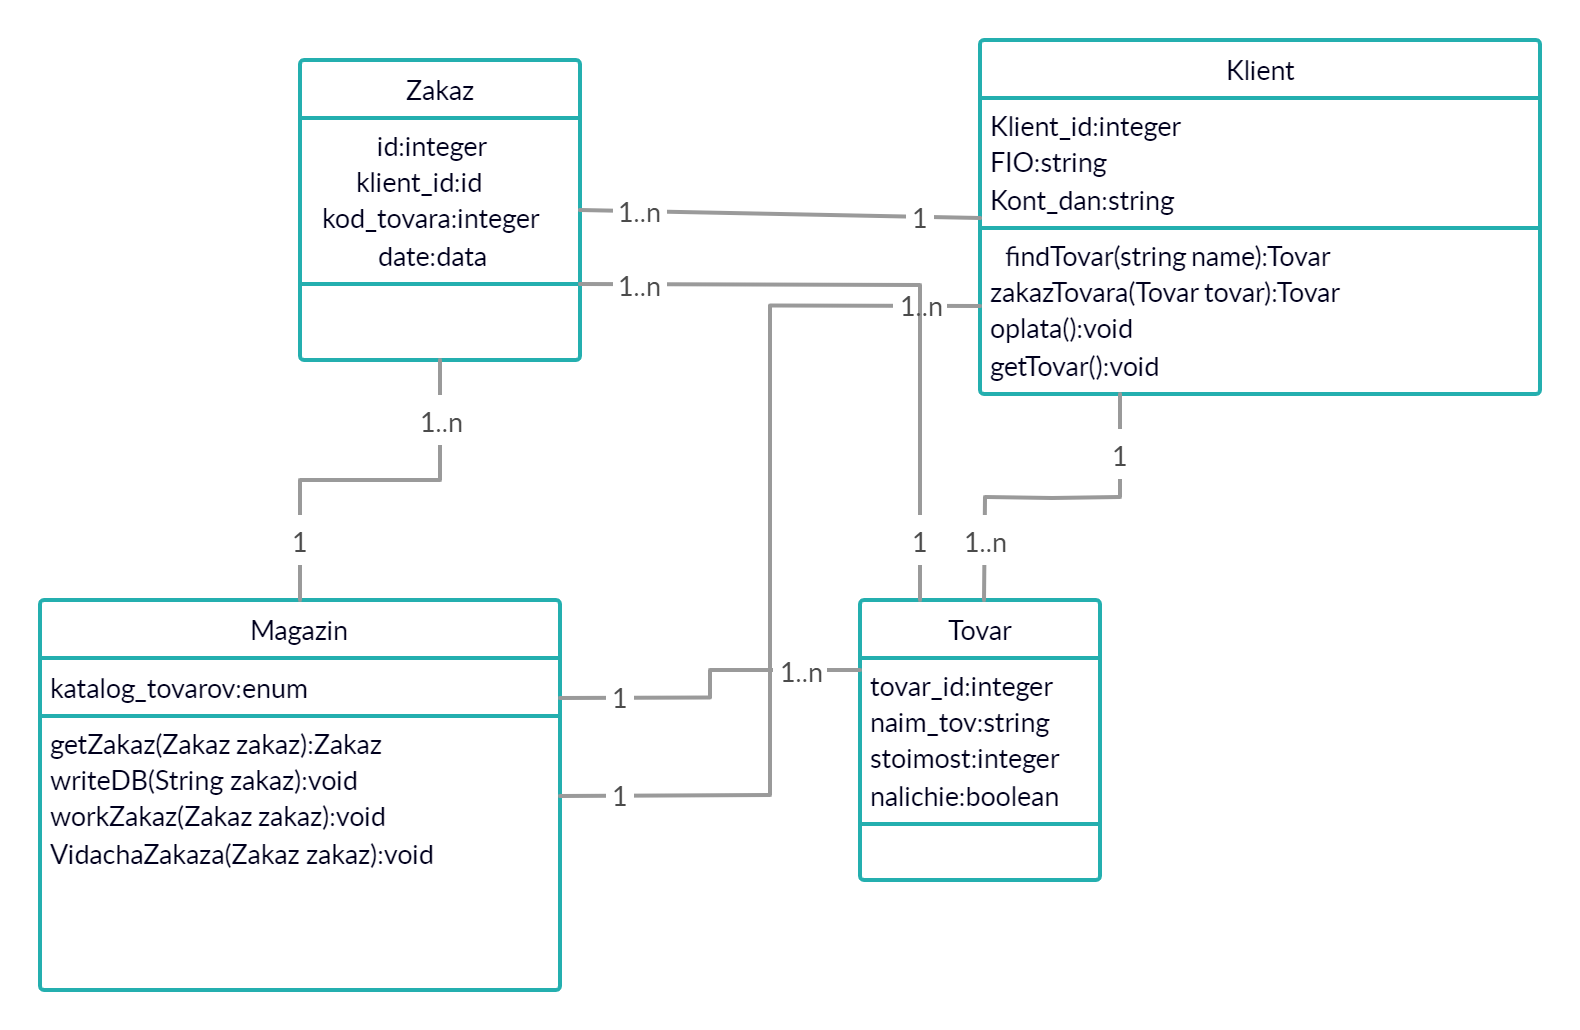 Zakaz
id:integer
klient_id:id
kod_tovara:integer
date:data
Klient
Klient_id:integer
FIO:string
Kont_dan:string
findTovar(string name):Tovar
zakazTovara(Tovar tovar):Tovar
oplata():void
getTovar():void
1..n
1
1..n
1..n
1..n
1
1
1
1..n
Magazin
katalog_tovarov:enum
getZakaz(Zakaz zakaz):Zakaz
writeDB(String zakaz):void
workZakaz(Zakaz zakaz):void
VidachaZakaza(Zakaz zakaz):void
1
1..n
1
Tovar
tovar_id:integer
naim_tov:string
stoimost:integer
nalichie:boolean